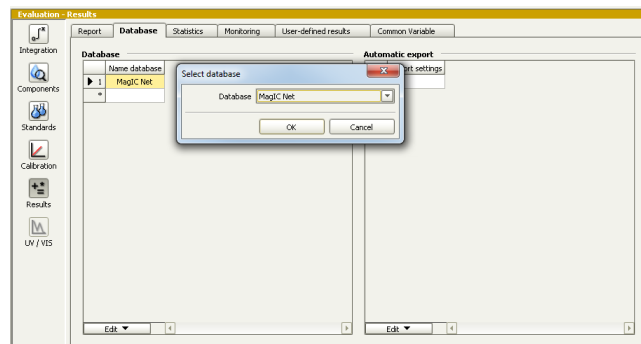 Evaluation - Results
Integration
Components
Standards
Calibration
Results
UV / VIS
Report Database Statistics Monitoring User-defined results Common Variable
Database
Name database
1 MagIC Net
*
Edit
Select database
Database MagIC Net
OK Cancel
Automatic export
settings
Edit